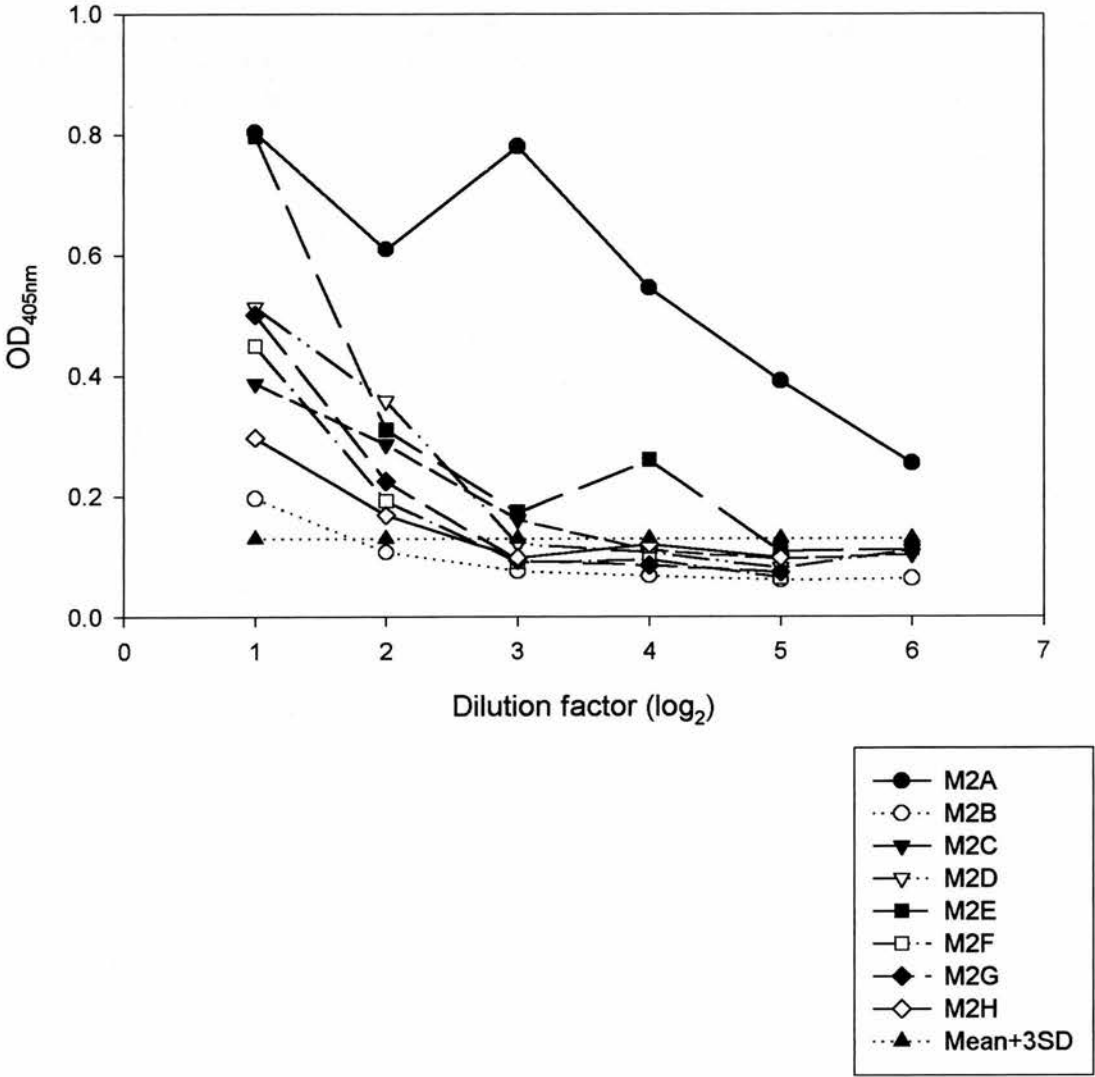 1.0
0.8
0.6
0.4
0.2
0.0
OD405nm
0 1 2 3 4 5 6 7
Dilution factor (log2)
M2A
M2B
M2C
M2D
M2E
M2F
M2G
M2H
Mean+3SD